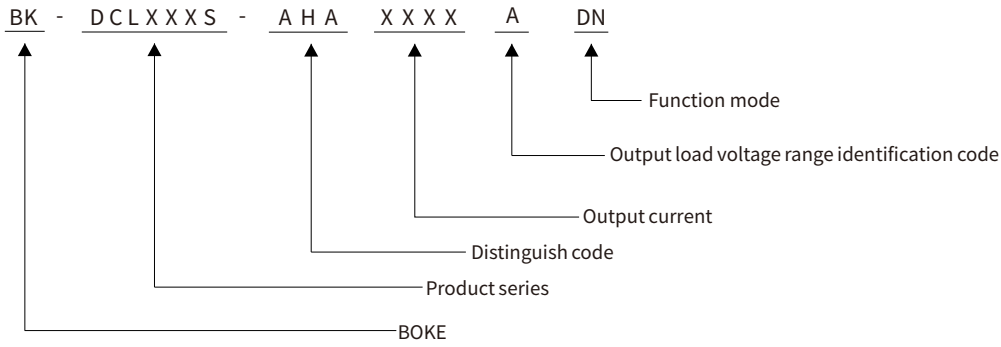 BK - DCLXXXS - AHA XXXX A DN
Function mode
Output load voltage range identification code
Output current
Distinguish code
Product series
BOKE